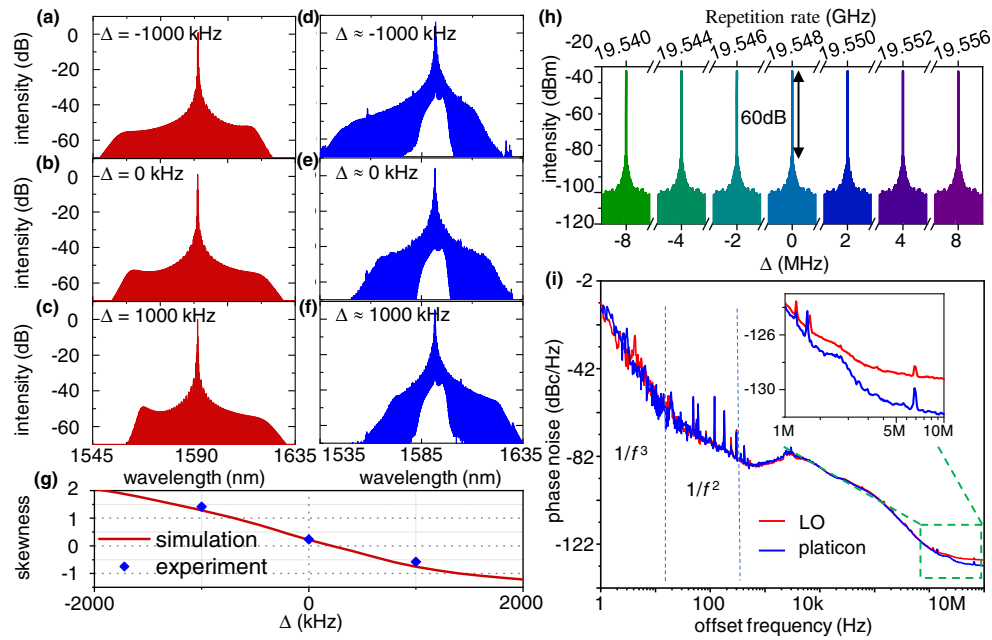 (a)
Δ = -1000 kHz
0
-20
-40
-60
intensity (dB)
(b)
Δ = 0 kHz
0
-20
-40
-60
intensity (dB)
(c)
Δ = 1000 kHz
0
-20
-40
-60
intensity (dB)
1545
1590
1635
wavelength (nm)
(d)
Δ ≈ -1000 kHz
(e)
Δ ≈ 0 kHz
(f)
Δ ≈ 1000 kHz
1535
1585
1635
wavelength (nm)
(g)
skewness
2
1
0
-1
simulation
experiment
-2000
0
2000
Δ (kHz)
(h)
Repetition rate (GHz)
19.540
19.544
19.546
19.548
19.550
19.552
19.556
intensity (dBm)
-20
-40
-60
-80
-100
-120
60dB
-8
-4
-2
0
2
4
8
Δ (MHz)
(i)
phase noise (dBc/Hz)
-2
-42
-82
-122
1/f³
1/f²
LO
platicon
-126
-130
1M
5M
10M
1
100
10k
10M
offset frequency (Hz)